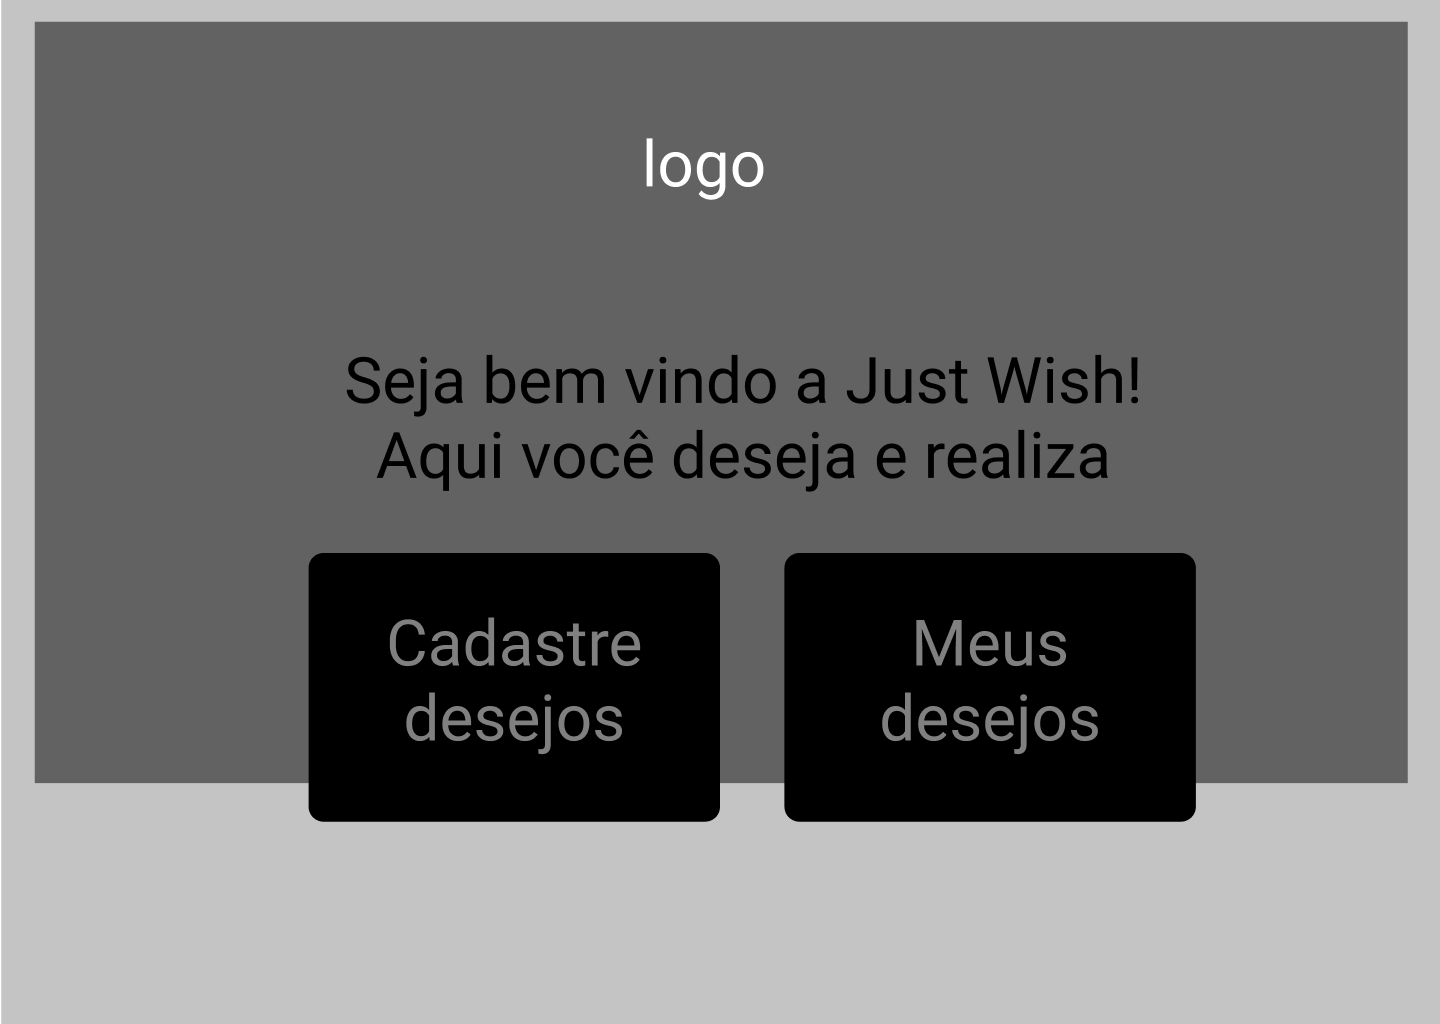 logo
Seja bem vindo a Just Wish!
Aqui você deseja e realiza
Cadastre
desejos
Meus
desejos